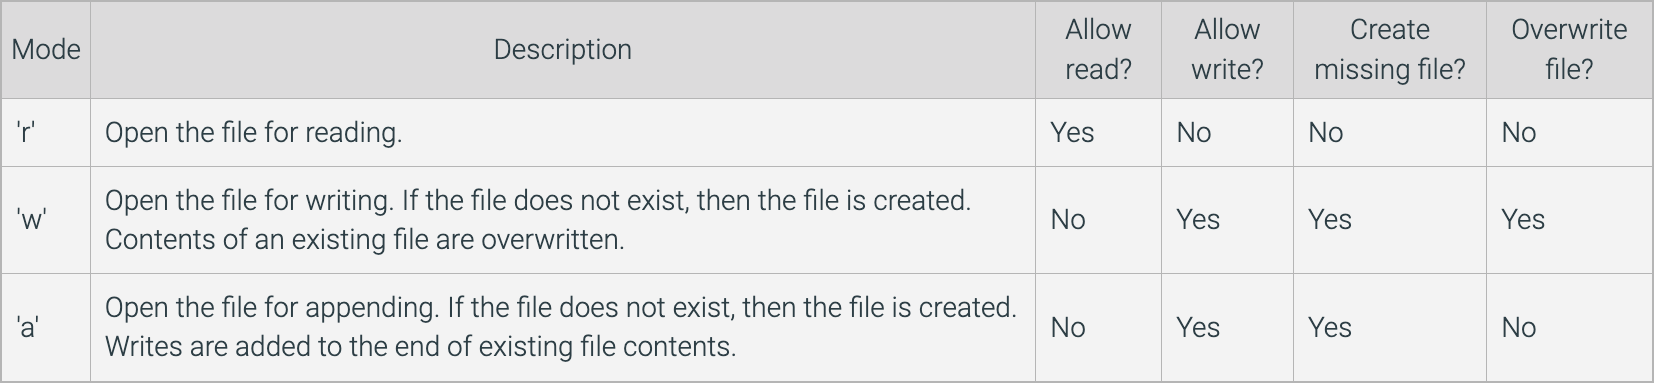 Mode Description Allow read? Allow write? Create missing file? Overwrite file?
'r' Open the file for reading. Yes No No No
'w' Open the file for writing. If the file does not exist, then the file is created.
Contents of an existing file are overwritten. No Yes Yes Yes
'a' Open the file for appending. If the file does not exist, then the file is created.
Writes are added to the end of existing file contents. No Yes Yes No